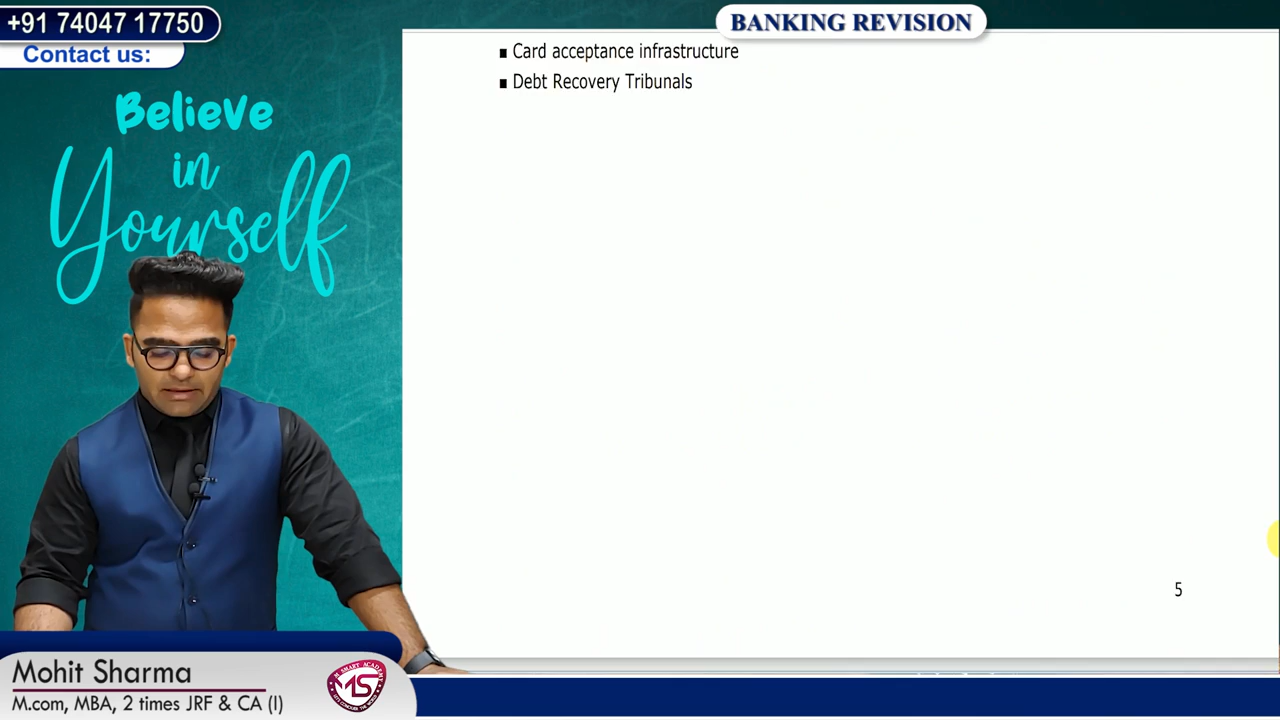 +91 74047 17750
Contact us:
BANKING REVISION
▪ Card acceptance infrastructure
▪ Debt Recovery Tribunals
Believe
in
Yourself
5
Mohit Sharma
M.com, MBA, 2 times JRF & CA (I)
MS